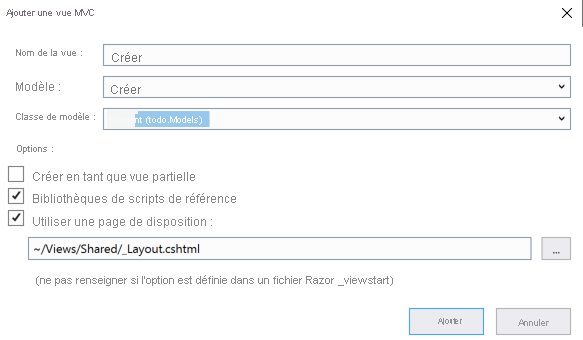 Ajouter une vue MVC
Nom de la vue :
Créer
Modèle :
Créer
Classe de modèle :
nt (todo.Models)
Options :
Créer en tant que vue partielle
Bibliothèques de scripts de référence
Utiliser une page de disposition :
~/Views/Shared/_Layout.cshtml
...
(ne pas renseigner si l'option est définie dans un fichier Razor _viewstart)
Ajouter
Annuler